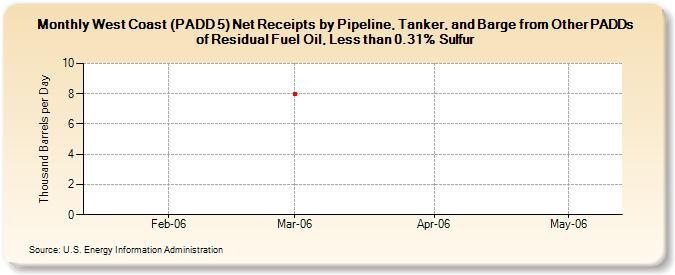 Monthly West Coast (PADD 5) Net Receipts by Pipeline, Tanker, and Barge from Other PADDs
of Residual Fuel Oil, Less than 0.31% Sulfur
Thousand Barrels per Day
10
8
6
4
2
0
Feb-06 Mar-06 Apr-06 May-06
Source: U.S. Energy Information Administration